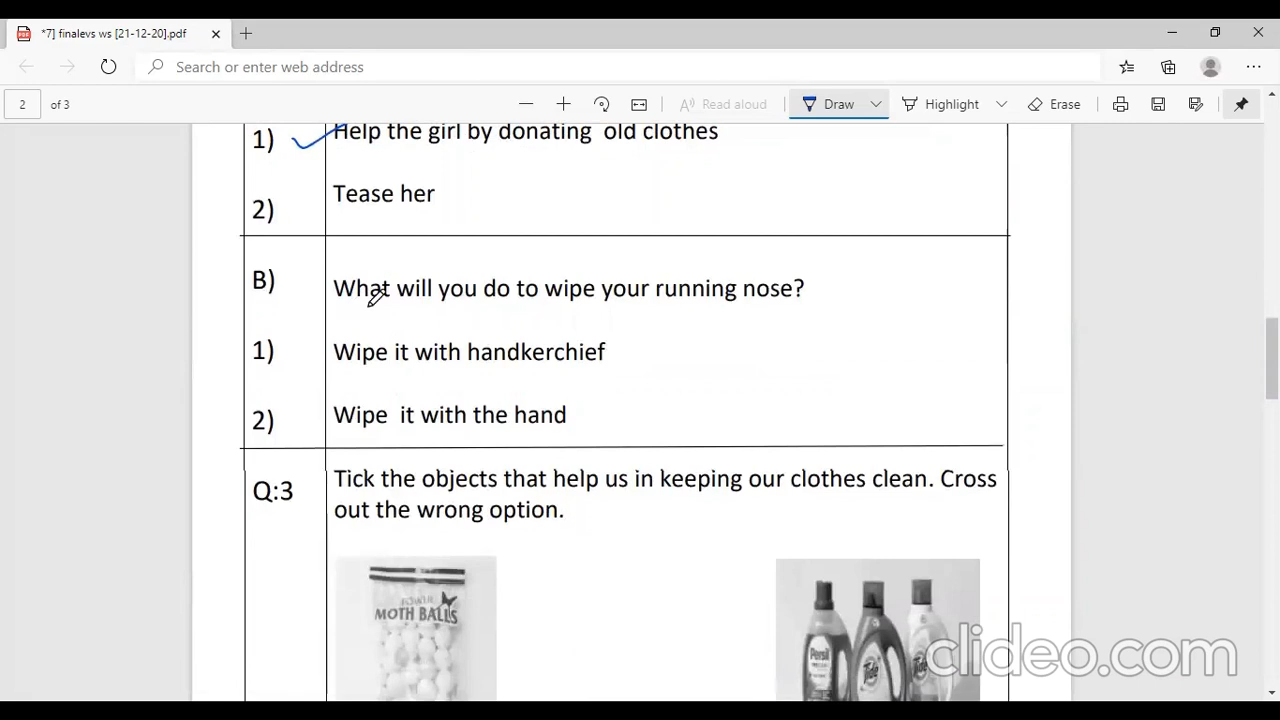 *7] finalevs ws [21-12-20].pdf
Search or enter web address
2 of 3 Read aloud Draw Highlight Erase
1) Help the girl by donating old clothes
2) Tease her
B) What will you do to wipe your running nose?
1) Wipe it with handkerchief
2) Wipe it with the hand
Q:3 Tick the objects that help us in keeping our clothes clean. Cross
out the wrong option.
MOTH BALLS
Persil
Tide
Tide
clideo.com